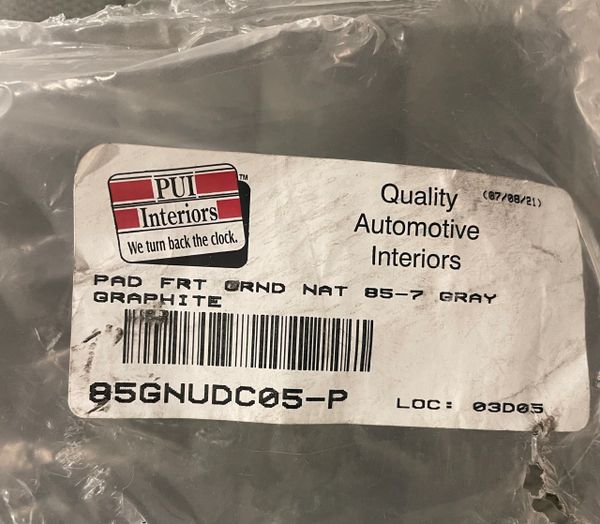 PUI
Interiors
TM
We turn back the clock.
Quality (07/08/21)
Automotive
Interiors
PAD FRT GRND NAT 85-7 GRAY
GRAPHITE
85GNUDC05-P
LOC: 03D05